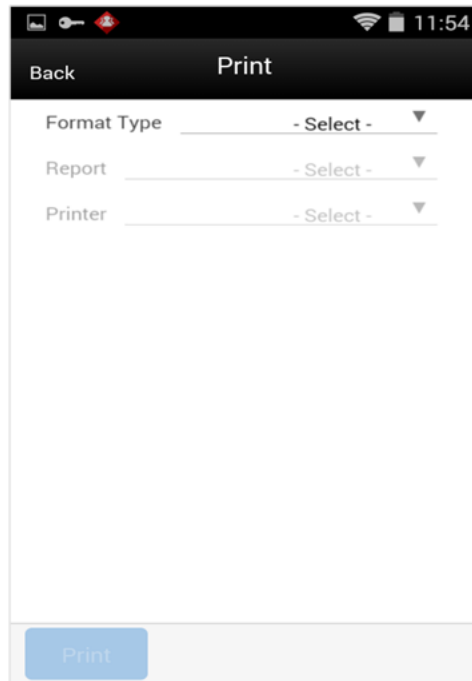 11:54
Back Print
Format Type - Select -
Report - Select -
Printer - Select -
Print